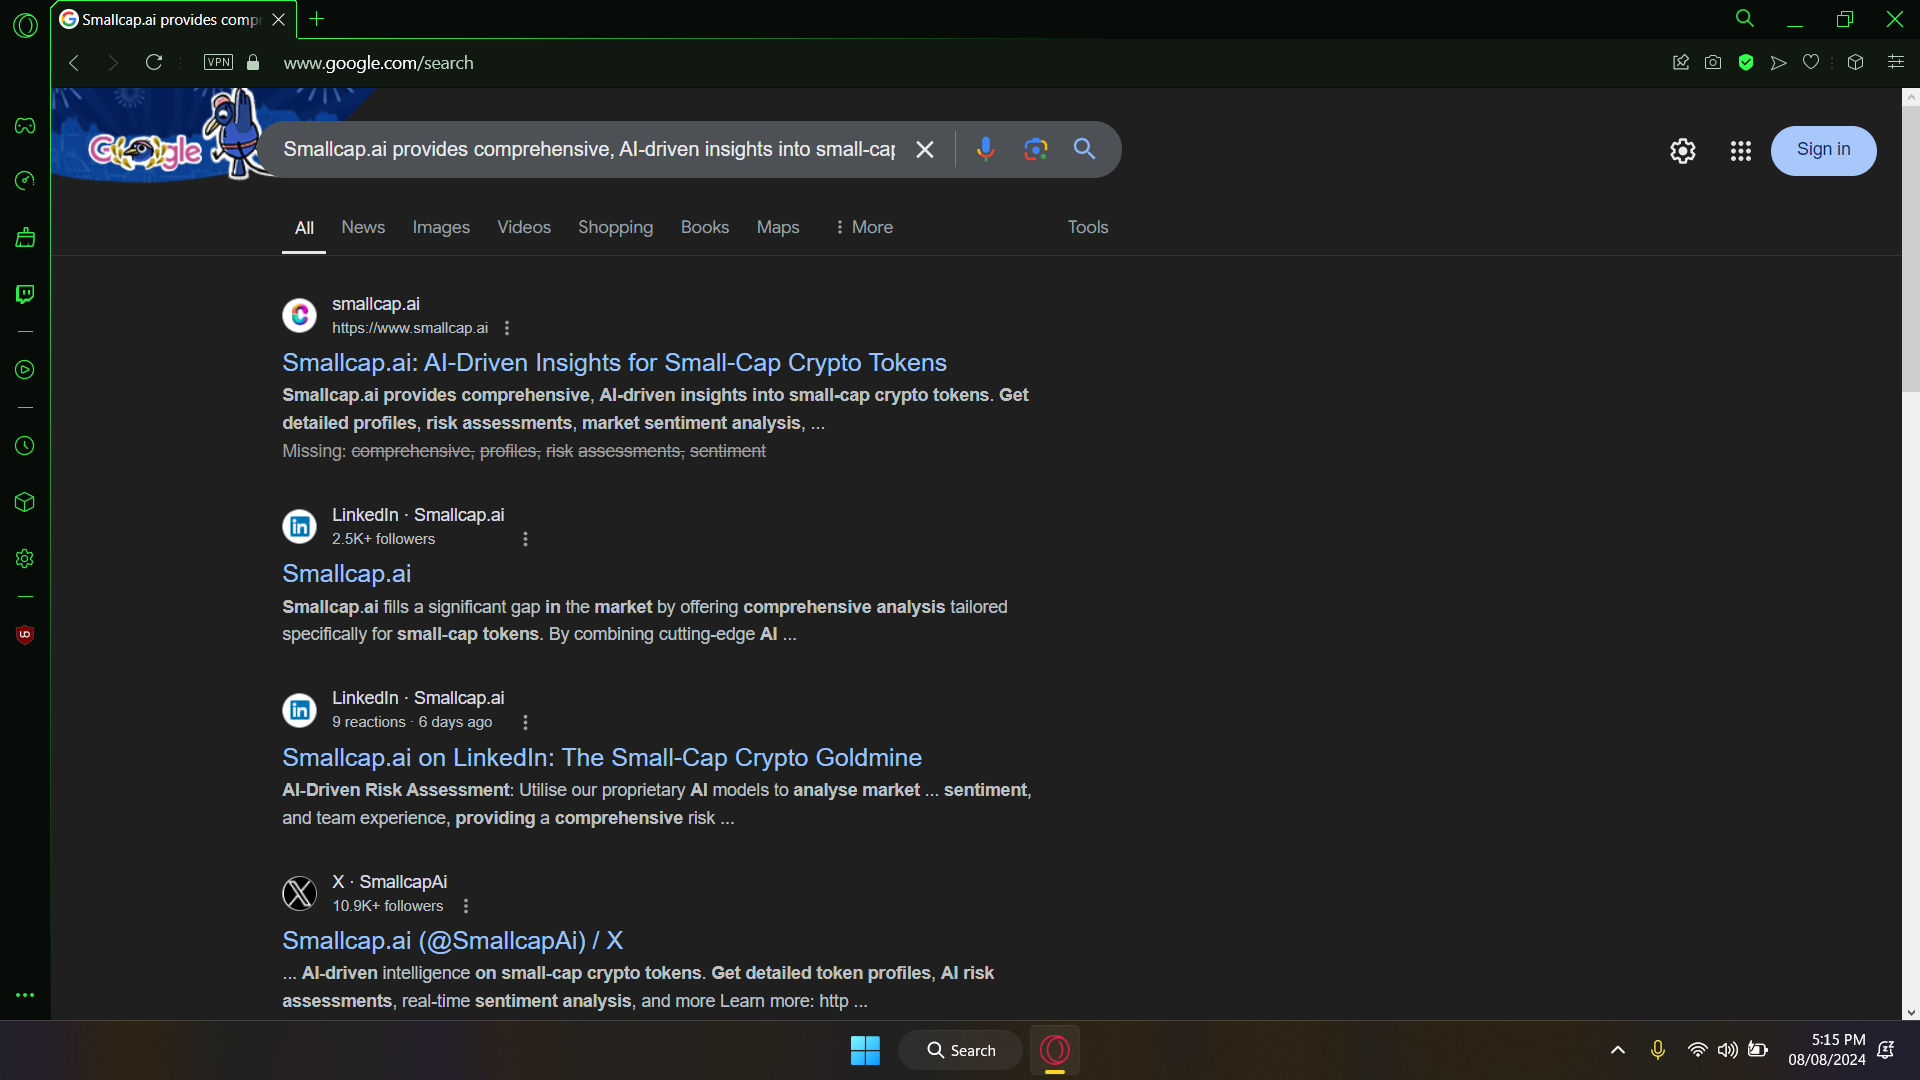 Smallcap.ai provides comp
VPN
www.google.com/search
Google
Smallcap.ai provides comprehensive, AI-driven insights into small-cap
Sign in
All
News
Images
Videos
Shopping
Books
Maps
More
Tools
smallcap.ai
https://www.smallcap.ai
Smallcap.ai: AI-Driven Insights for Small-Cap Crypto Tokens
Smallcap.ai provides comprehensive, AI-driven insights into small-cap crypto tokens. Get
detailed profiles, risk assessments, market sentiment analysis, ...
Missing: comprehensive, profiles, risk assessments, sentiment
in
LinkedIn · Smallcap.ai
2.5K+ followers
Smallcap.ai
Smallcap.ai fills a significant gap in the market by offering comprehensive analysis tailored
specifically for small-cap tokens. By combining cutting-edge AI ...
in
LinkedIn · Smallcap.ai
9 reactions · 6 days ago
Smallcap.ai on LinkedIn: The Small-Cap Crypto Goldmine
AI-Driven Risk Assessment: Utilise our proprietary AI models to analyse market ... sentiment,
and team experience, providing a comprehensive risk ...
X · SmallcapAi
10.9K+ followers
Smallcap.ai (@SmallcapAi) / X
... AI-driven intelligence on small-cap crypto tokens. Get detailed token profiles, AI risk
assessments, real-time sentiment analysis, and more Learn more: http ...
Search
5:15 PM
08/08/2024